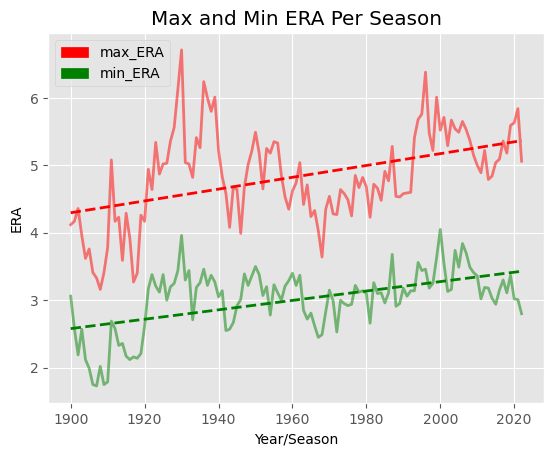 Max and Min ERA Per Season
max_ERA
min_ERA
ERA
6
5
4
3
2
1900 1920 1940 1960 1980 2000 2020
Year/Season